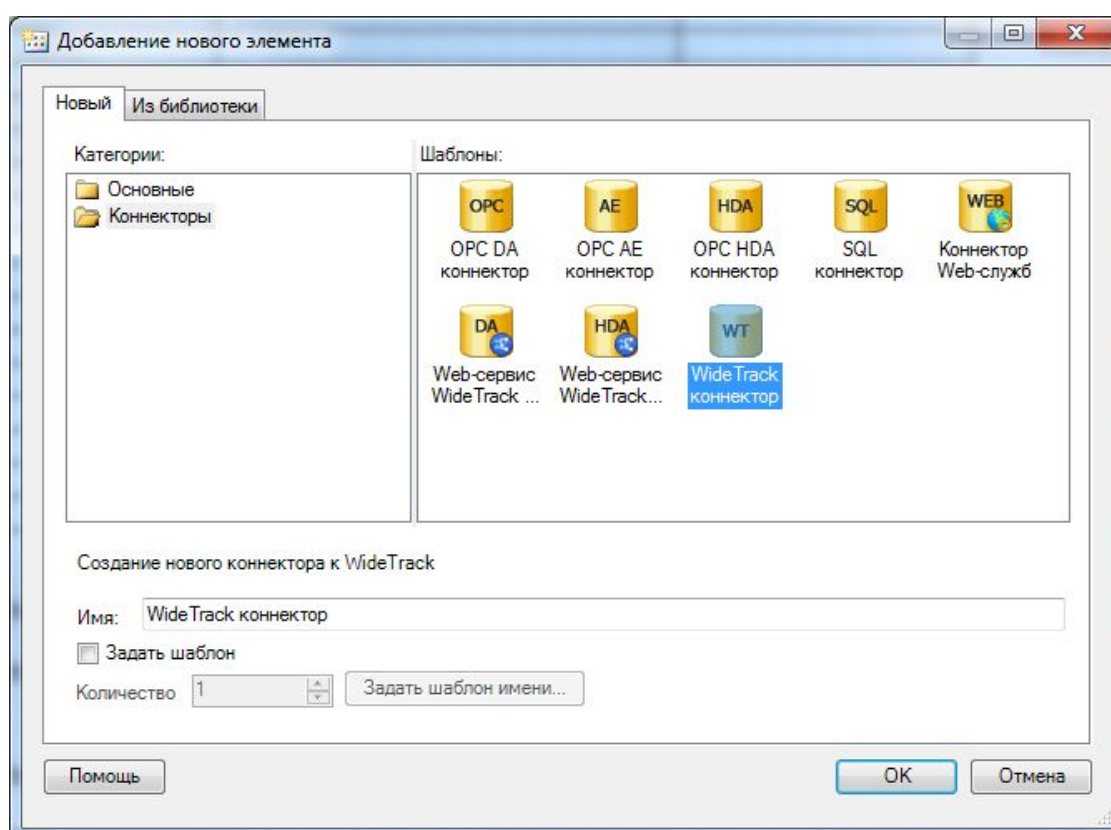 Добавление нового элемента
X
Новый
Из библиотеки
Категории:
Шаблоны:
Основные
Коннекторы
OPC
OPC DA
коннектор
AE
OPC AE
коннектор
HDA
OPC HDA
коннектор
SQL
SQL
коннектор
WEB
Коннектор
Web-служб
DA
Web-сервис
WideTrack ...
HDA
Web-сервис
WideTrack...
WT
WideTrack
коннектор
Создание нового коннектора к WideTrack
Имя:
WideTrack коннектор
Задать шаблон
Количество
1
Задать шаблон имени...
Помощь
OK
Отмена